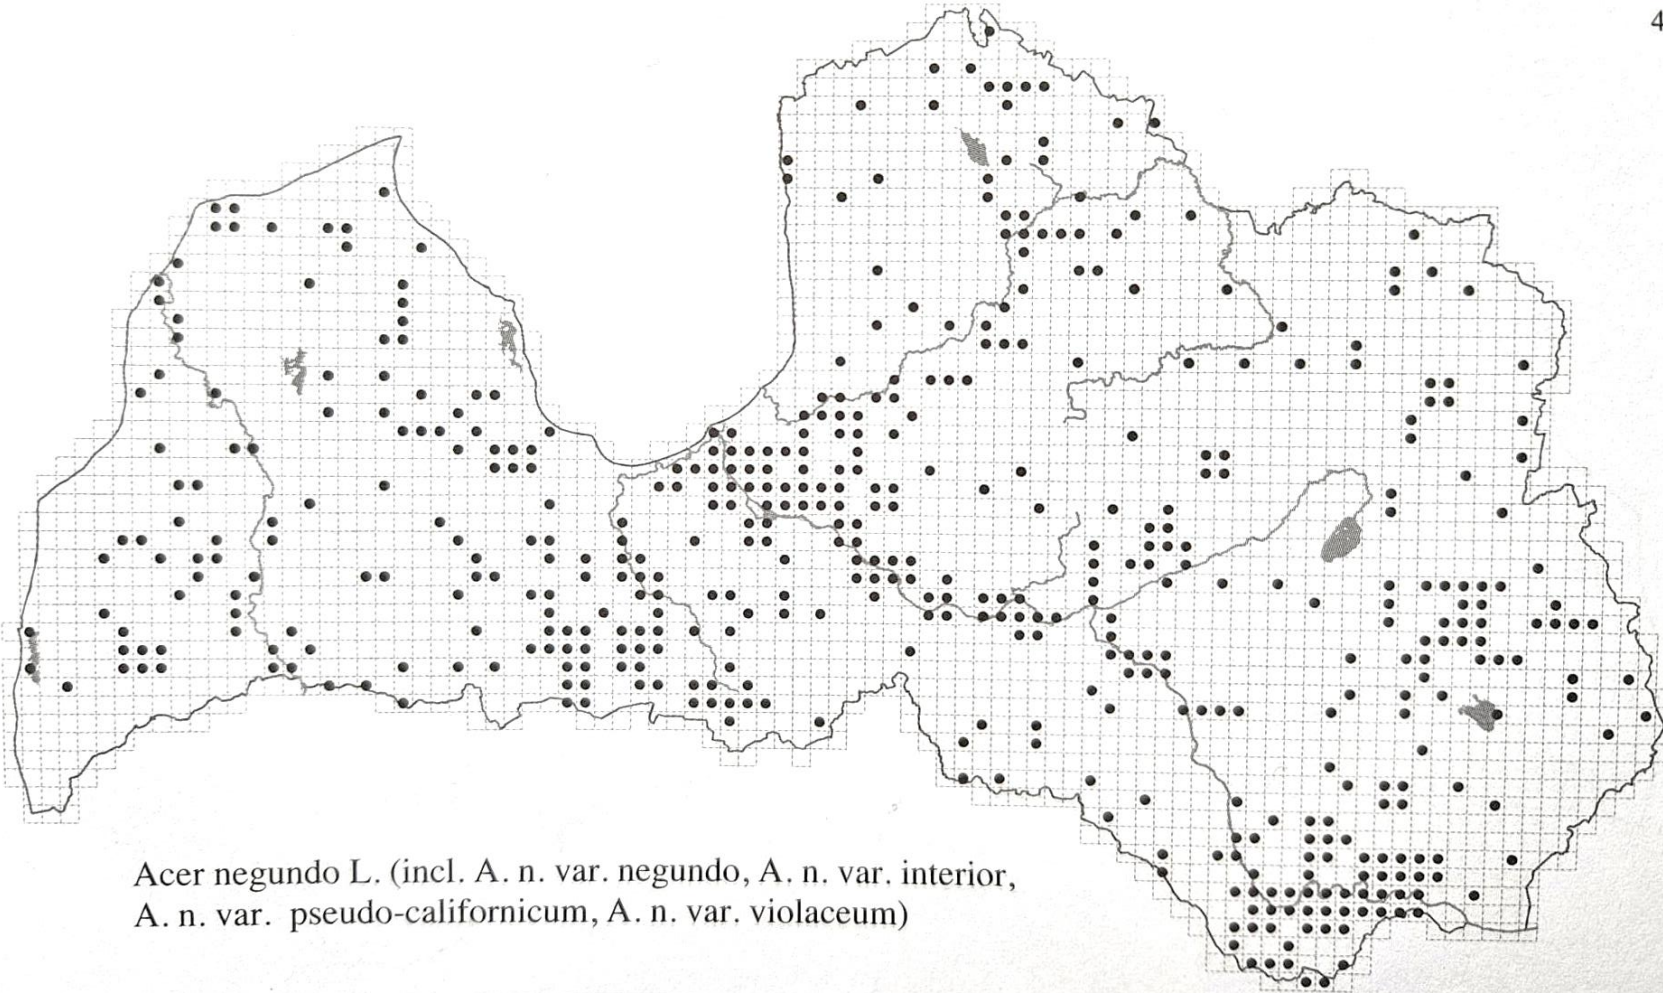 4
Acer negundo L. (incl. A. n. var. negundo, A. n. var. interior,
A. n. var. pseudo-californicum, A. n. var. violaceum)